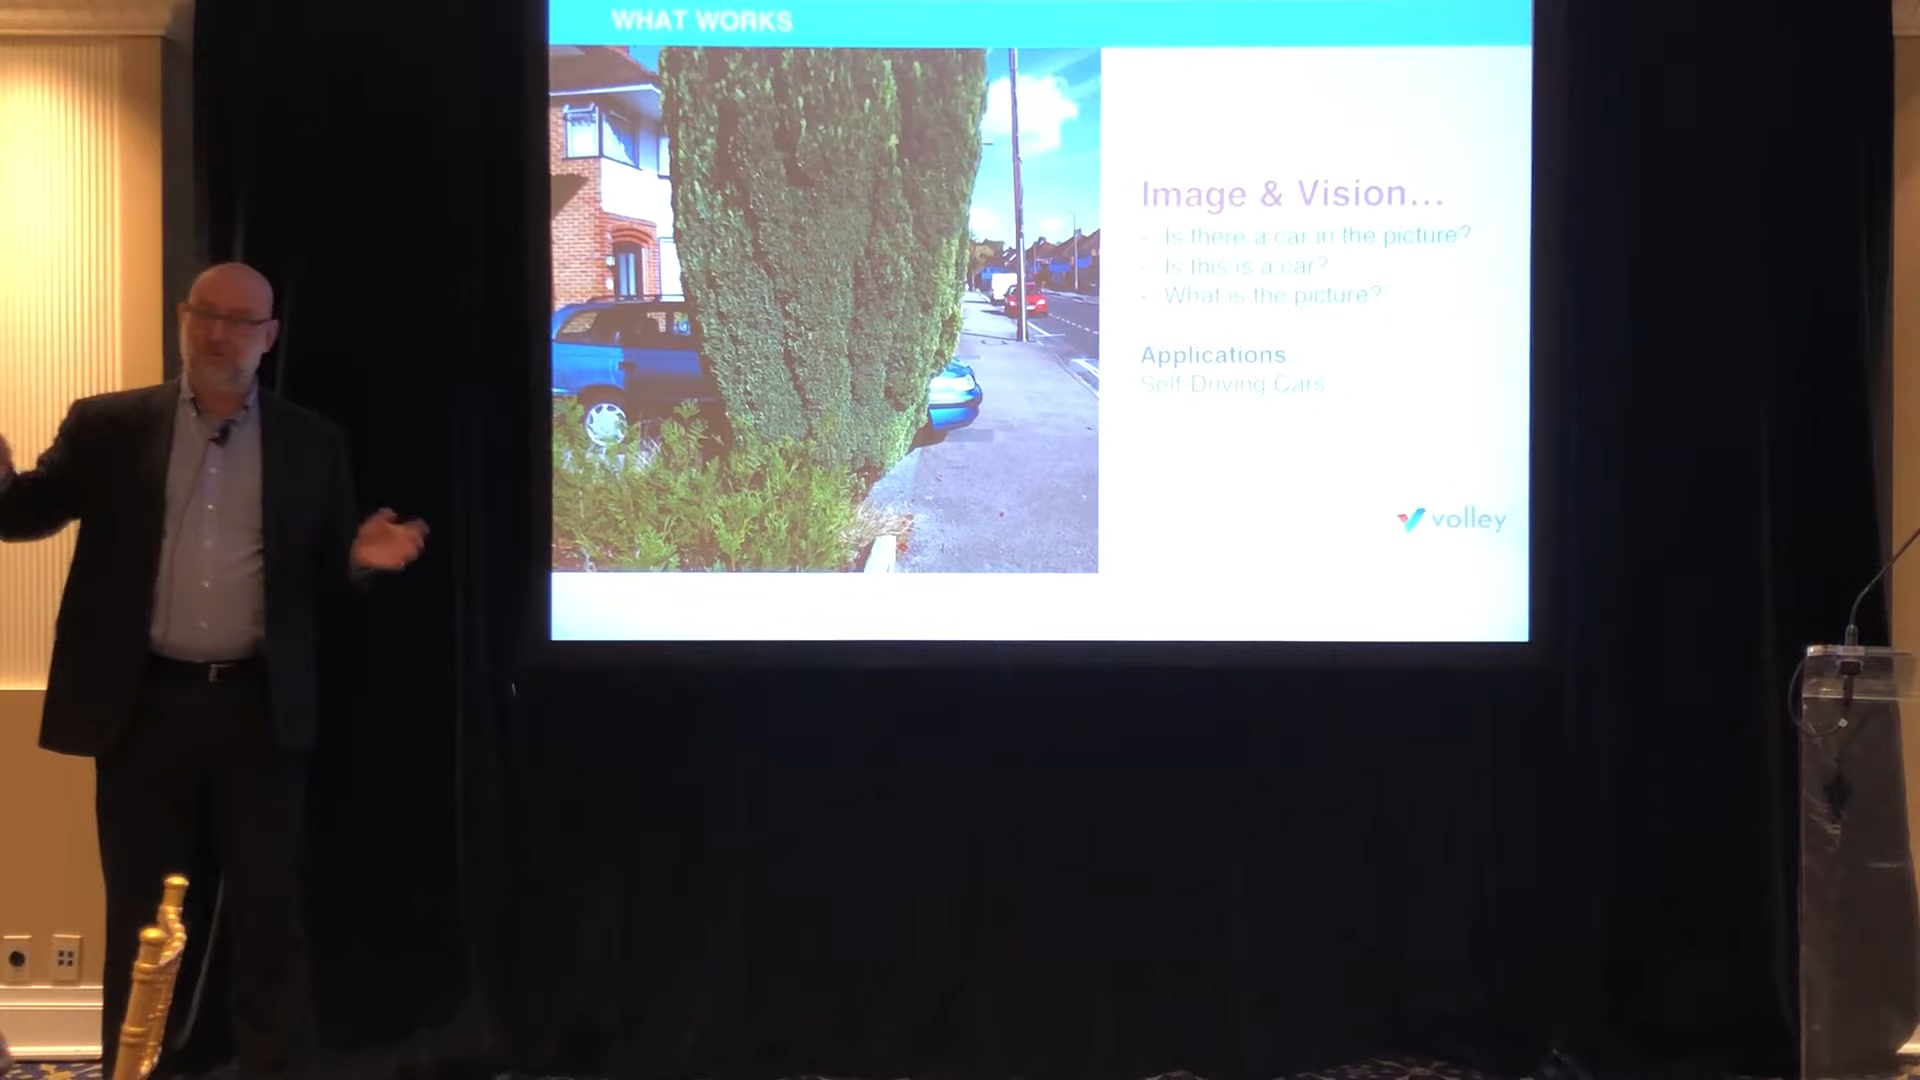 WHAT WORKS
Image & Vision...
- Is there a car in the picture?
- Is this is a car?
- What is the picture?
Applications
Self-Driving Cars
volley